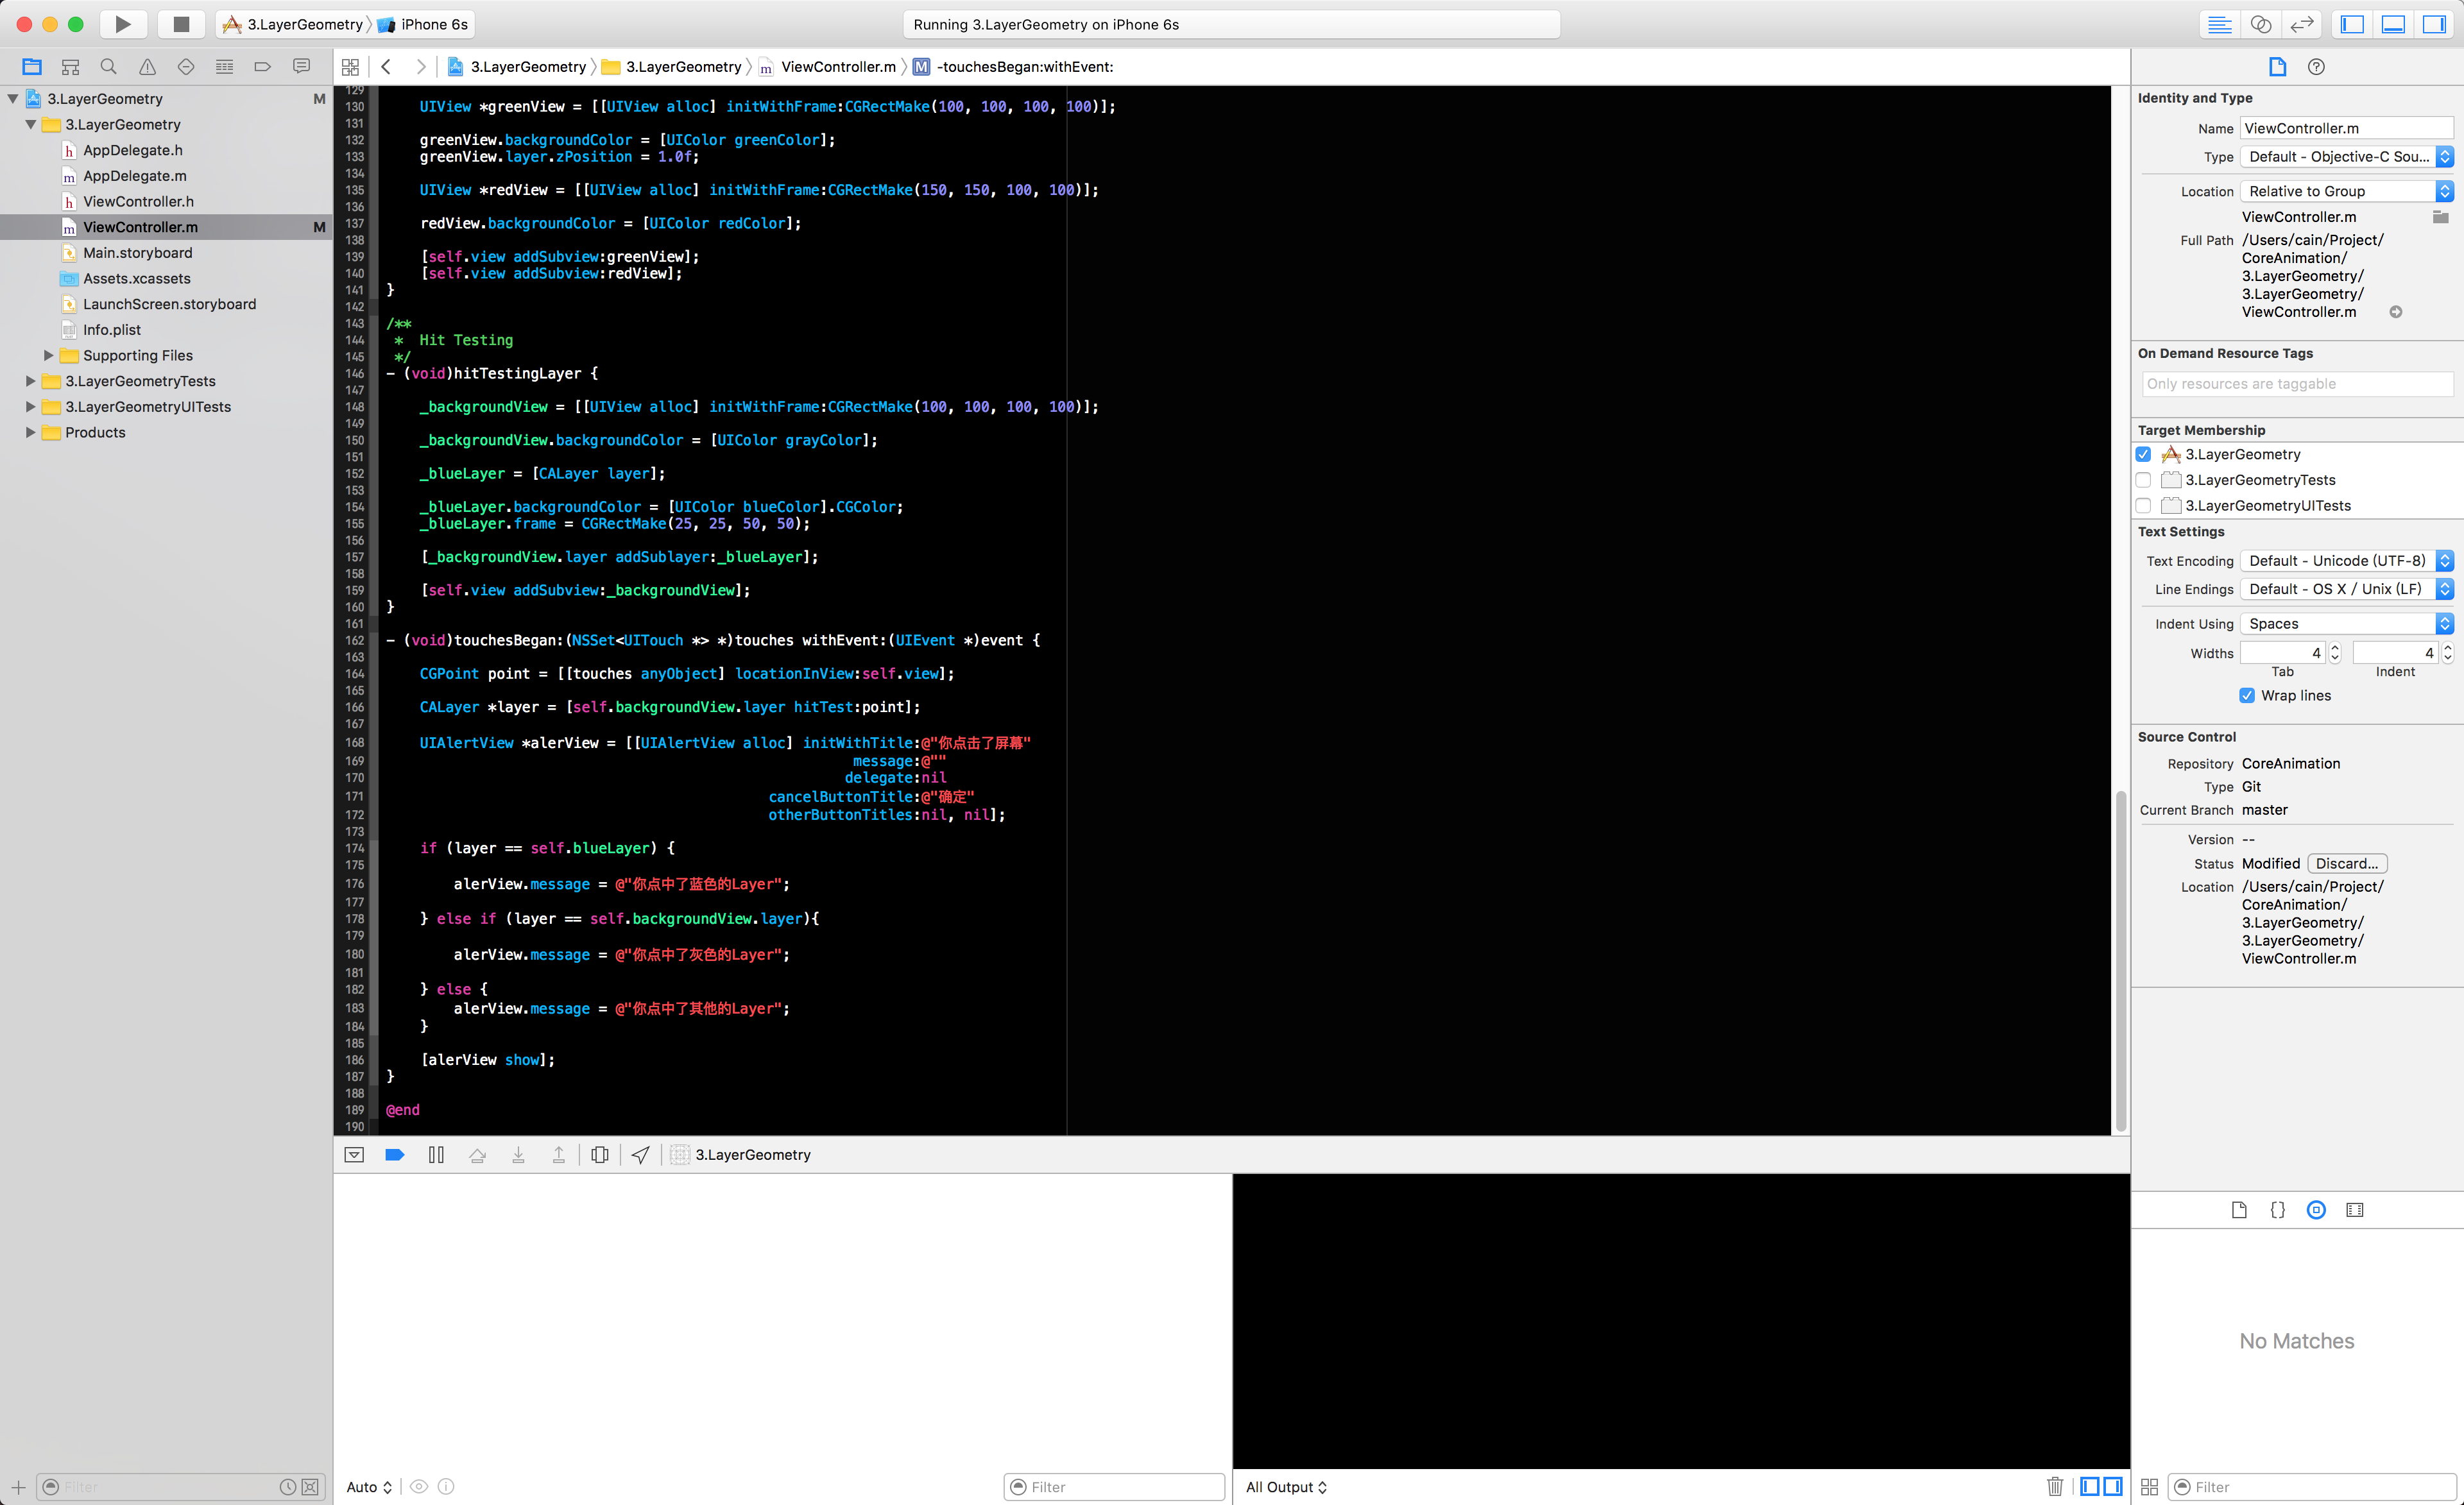 3.LayerGeometry
iPhone 6s
Running 3.LayerGeometry on iPhone 6s
3.LayerGeometry
3.LayerGeometry
ViewController.m
-touchesBegan:withEvent:
3.LayerGeometry M
3.LayerGeometry
AppDelegate.h
AppDelegate.m
ViewController.h
ViewController.m M
Main.storyboard
Assets.xcassets
LaunchScreen.storyboard
Info.plist
Supporting Files
3.LayerGeometryTests
3.LayerGeometryUITests
Products
Filter
129
130 UIView *greenView = [[UIView alloc] initWithFrame:CGRectMake(100, 100, 100, 100)];
131
132 greenView.backgroundColor = [UIColor greenColor];
133 greenView.layer.zPosition = 1.0f;
134
135 UIView *redView = [[UIView alloc] initWithFrame:CGRectMake(150, 150, 100, 100)];
136
137 redView.backgroundColor = [UIColor redColor];
138
139 [self.view addSubview:greenView];
140 [self.view addSubview:redView];
141 }
142
143 /**
144 * Hit Testing
145 */
146 - (void)hitTestingLayer {
147
148 _backgroundView = [[UIView alloc] initWithFrame:CGRectMake(100, 100, 100, 100)];
149
150 _backgroundView.backgroundColor = [UIColor grayColor];
151
152 _blueLayer = [CALayer layer];
153
154 _blueLayer.backgroundColor = [UIColor blueColor].CGColor;
155 _blueLayer.frame = CGRectMake(25, 25, 50, 50);
156
157 [_backgroundView.layer addSublayer:_blueLayer];
158
159 [self.view addSubview:_backgroundView];
160 }
161
162 - (void)touchesBegan:(NSSet<UITouch *> *)touches withEvent:(UIEvent *)event {
163
164 CGPoint point = [[touches anyObject] locationInView:self.view];
165
166 CALayer *layer = [self.backgroundView.layer hitTest:point];
167
168 UIAlertView *alerView = [[UIAlertView alloc] initWithTitle:@"你点击了屏幕"
169 message:@""
170 delegate:nil
171 cancelButtonTitle:@"确定"
172 otherButtonTitles:nil, nil];
173
174 if (layer == self.blueLayer) {
175
176 alerView.message = @"你点中了蓝色的Layer";
177
178 } else if (layer == self.backgroundView.layer){
179
180 alerView.message = @"你点中了灰色的Layer";
181
182 } else {
183 alerView.message = @"你点中了其他的Layer";
184 }
185
186 [alerView show];
187 }
188
189 @end
190
3.LayerGeometry
Auto
Filter
All Output
Identity and Type
Name ViewController.m
Type Default - Objective-C Sou...
Location Relative to Group
ViewController.m
Full Path /Users/cain/Project/
CoreAnimation/
3.LayerGeometry/
3.LayerGeometry/
ViewController.m
On Demand Resource Tags
Only resources are taggable
Target Membership
3.LayerGeometry
3.LayerGeometryTests
3.LayerGeometryUITests
Text Settings
Text Encoding Default - Unicode (UTF-8)
Line Endings Default - OS X / Unix (LF)
Indent Using Spaces
Widths 4 4
Tab Indent
Wrap lines
Source Control
Repository CoreAnimation
Type Git
Current Branch master
Version --
Status Modified Discard...
Location /Users/cain/Project/
CoreAnimation/
3.LayerGeometry/
3.LayerGeometry/
ViewController.m
No Matches
Filter